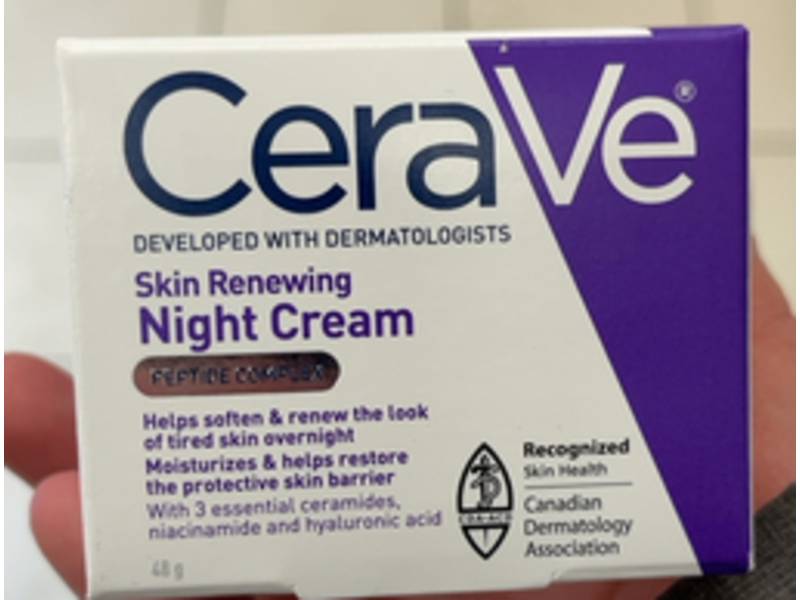 CeraVe®
DEVELOPED WITH DERMATOLOGISTS
Skin Renewing
Night Cream
PEPTIDE COMPLEX
Helps soften & renew the look
of tired skin overnight
Moisturizes & helps restore
the protective skin barrier
With 3 essential ceramides,
niacinamide and hyaluronic acid
48 g
CDA-ACD
Recognized
Skin Health
Canadian
Dermatology
Association